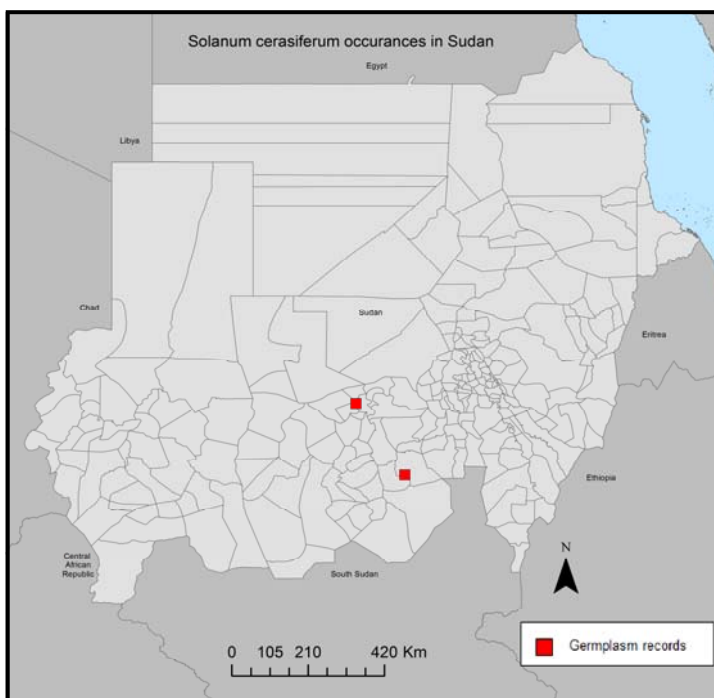 Solanum cerasiferum occurances in Sudan
Egypt
Libya
Chad
Sudan
Eritrea
Ethiopia
Central
African
Republic
South Sudan
N
0 105 210 420 Km
Germplasm records